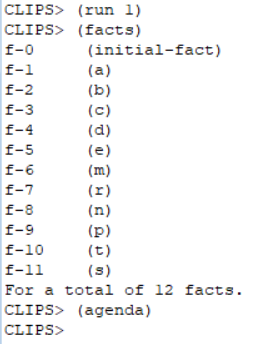 CLIPS> (run 1)
CLIPS> (facts)
f-0     (initial-fact)
f-1     (a)
f-2     (b)
f-3     (c)
f-4     (d)
f-5     (e)
f-6     (m)
f-7     (r)
f-8     (n)
f-9     (p)
f-10    (t)
f-11    (s)
For a total of 12 facts.
CLIPS> (agenda)
CLIPS>